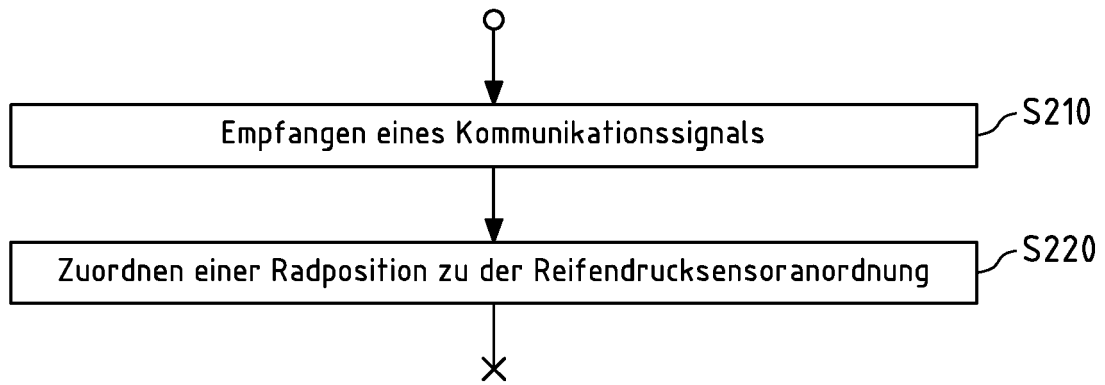 Empfangen eines Kommunikationssignals
S210
Zuordnen einer Radposition zu der Reifendrucksensoranordnung
S220